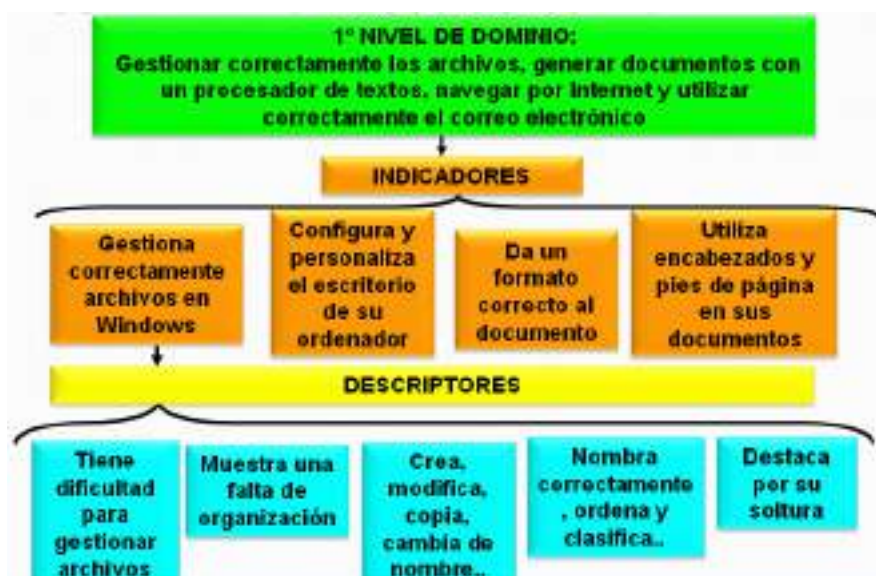 1º NIVEL DE DOMINIO:
Gestionar correctamente los archivos, generar documentos con
un procesador de textos, navegar por Internet y utilizar
correctamente el correo electrónico
INDICADORES
Gestiona
correctamente
archivos en
Windows
Configura y
personaliza
el escritorio
de su
ordenador
Da un
formato
correcto al
documento
Utiliza
encabezados y
pies de página
en sus
documentos
DESCRIPTORES
Tiene
dificultad
para
gestionar
archivos
Muestra una
falta de
organización
Crea,
modifica,
copia,
cambia de
nombre..
Nombra
correctamente
, ordena y
clasifica..
Destaca
por su
soltura